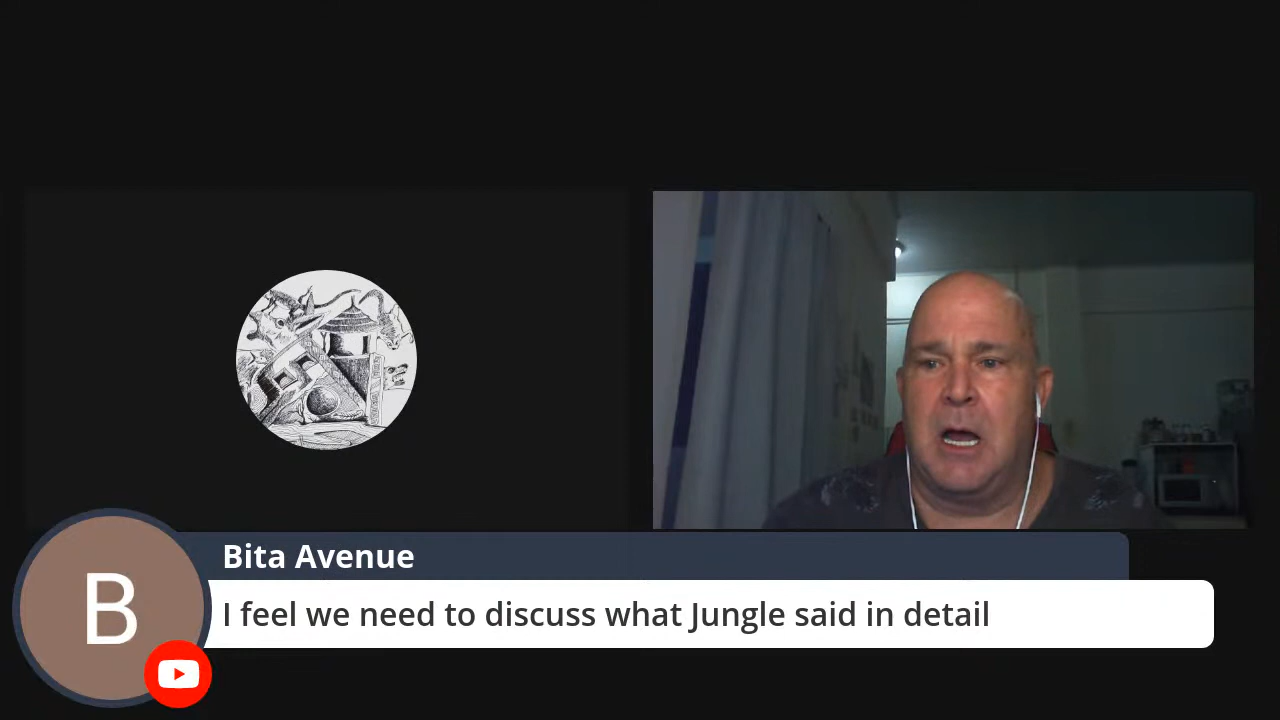 Bita Avenue
I feel we need to discuss what Jungle said in detail
B